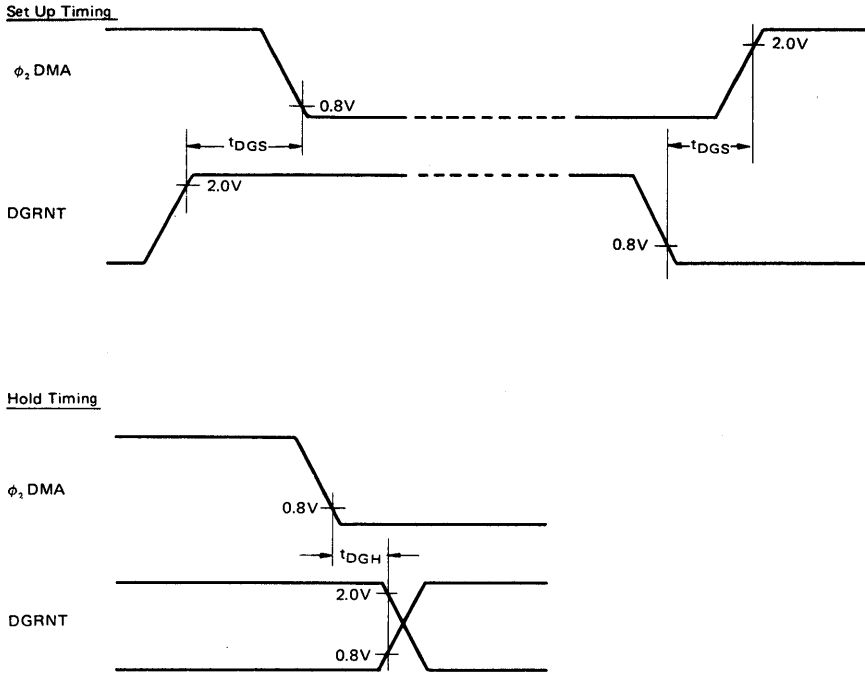 Set Up Timing
ϕ₂ DMA
2.0V
0.8V
tDGS
tDGS
2.0V
DGRNT
0.8V
Hold Timing
ϕ₂ DMA
0.8V
tDGH
2.0V
DGRNT
0.8V